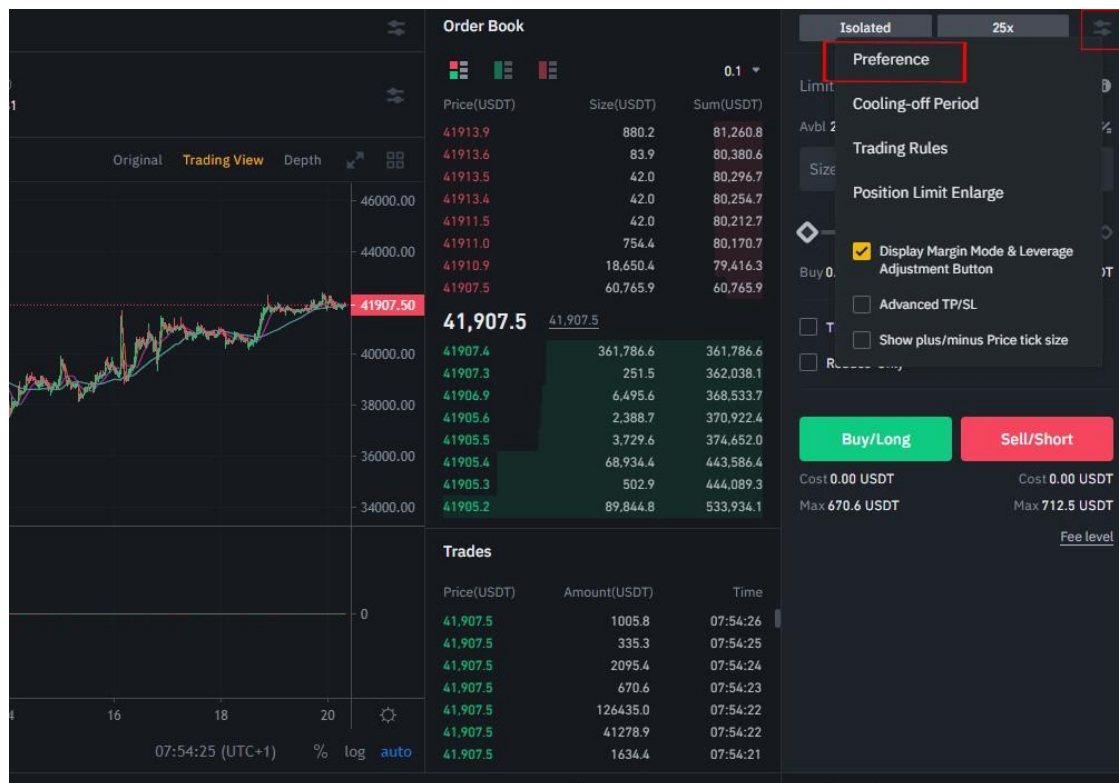 Original Trading View Depth
46000.00
44000.00
41907.50
40000.00
38000.00
36000.00
34000.00
0
16 18 20
07:54:25 (UTC+1) % log auto
Order Book
0.1
Price(USDT) Size(USDT) Sum(USDT)
41913.9 880.2 81,260.8
41913.6 83.9 80,380.6
41913.5 42.0 80,296.7
41913.4 42.0 80,254.7
41911.5 42.0 80,212.7
41911.0 754.4 80,170.7
41910.9 18,650.4 79,416.3
41907.5 60,765.9 60,765.9
41,907.5 41,907.5
41907.4 361,786.6 361,786.6
41907.3 251.5 362,038.1
41906.9 6,495.6 368,533.7
41905.6 2,388.7 370,922.4
41905.5 3,729.6 374,652.0
41905.4 68,934.4 443,586.4
41905.3 502.9 444,089.3
41905.2 89,844.8 533,934.1
Trades
Price(USDT) Amount(USDT) Time
41,907.5 1005.8 07:54:26
41,907.5 335.3 07:54:25
41,907.5 2095.4 07:54:24
41,907.5 670.6 07:54:23
41,907.5 126435.0 07:54:22
41,907.5 41278.9 07:54:22
41,907.5 1634.4 07:54:21
Isolated 25x
Preference
Limit
Cooling-off Period
Avbl 2
Trading Rules
Size
Position Limit Enlarge
Display Margin Mode & Leverage
Adjustment Button
Buy 0
Advanced TP/SL
T
Show plus/minus Price tick size
Buy/Long Sell/Short
Cost 0.00 USDT Cost 0.00 USDT
Max 670.6 USDT Max 712.5 USDT
Fee level